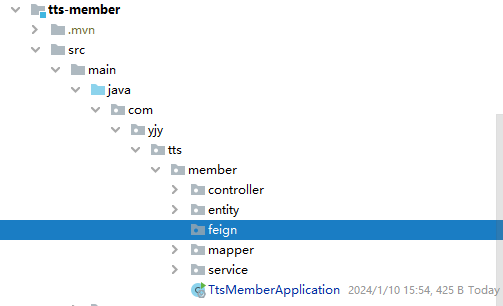 tts-member
.mvn
src
main
java
com
yjy
tts
member
controller
entity
feign
mapper
service
TtsMemberApplication 2024/1/10 15:54, 425 B Today